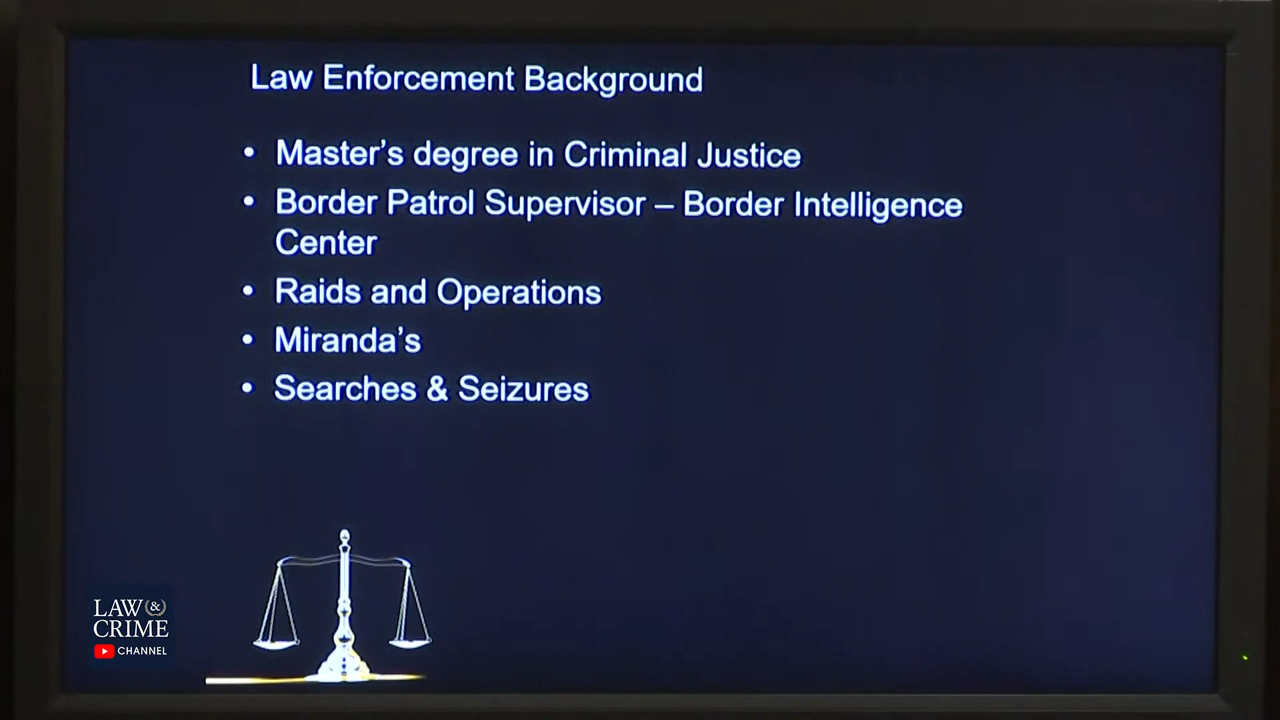 Law Enforcement Background
• Master's degree in Criminal Justice
• Border Patrol Supervisor – Border Intelligence
Center
• Raids and Operations
• Miranda's
• Searches & Seizures
LAW &
CRIME
CHANNEL